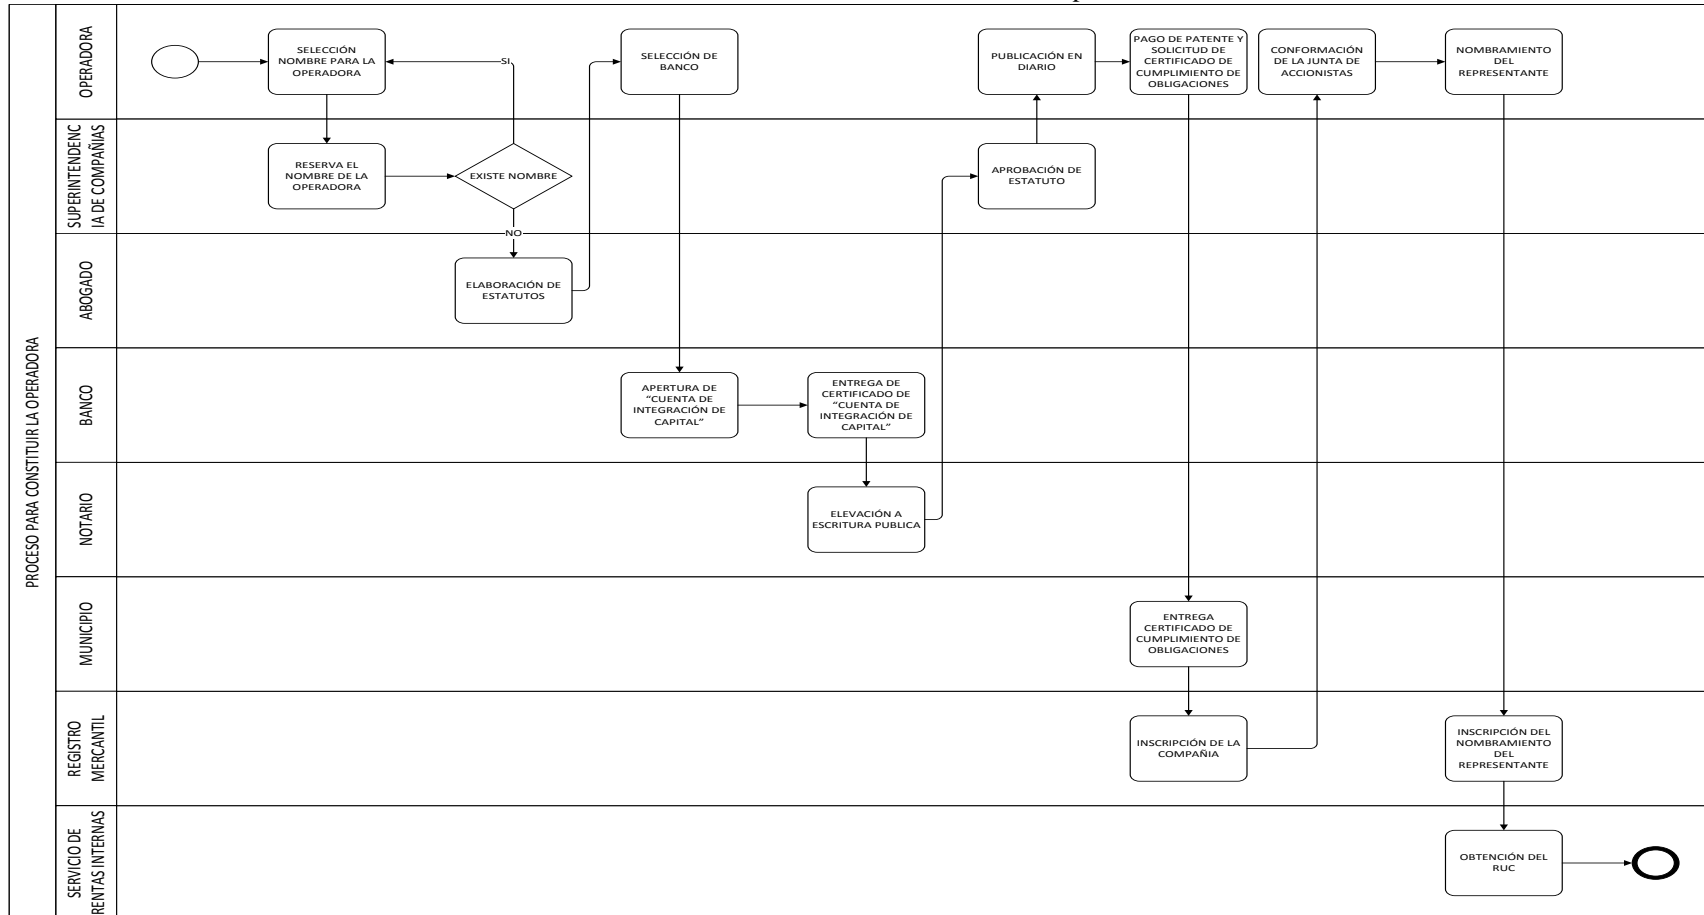 PROCESO PARA CONSTITUIR LA OPERADORA
OPERADORA
SELECCIÓN
NOMBRE PARA LA
OPERADORA
SI
SELECCIÓN DE
BANCO
PUBLICACIÓN EN
DIARIO
PAGO DE PATENTE Y
SOLICITUD DE
CERTIFICADO DE
CUMPLIMIENTO DE
OBLIGACIONES
CONFORMACIÓN
DE LA JUNTA DE
ACCIONISTAS
NOMBRAMIENTO
DEL
REPRESENTANTE
SUPERINTENDENC
IA DE COMPAÑIAS
RESERVA EL
NOMBRE DE LA
OPERADORA
EXISTE NOMBRE
NO
APROBACIÓN DE
ESTATUTO
ABOGADO
ELABORACIÓN DE
ESTATUTOS
BANCO
APERTURA DE
“CUENTA DE
INTEGRACIÓN DE
CAPITAL”
ENTREGA DE
CERTIFICADO DE
“CUENTA DE
INTEGRACIÓN DE
CAPITAL”
NOTARIO
ELEVACIÓN A
ESCRITURA PUBLICA
MUNICIPIO
ENTREGA
CERTIFICADO DE
CUMPLIMIENTO DE
OBLIGACIONES
REGISTRO
MERCANTIL
INSCRIPCIÓN DE LA
COMPAÑIA
INSCRIPCIÓN DEL
NOMBRAMIENTO
DEL
REPRESENTANTE
SERVICIO DE
RENTAS INTERNAS
OBTENCIÓN DEL
RUC